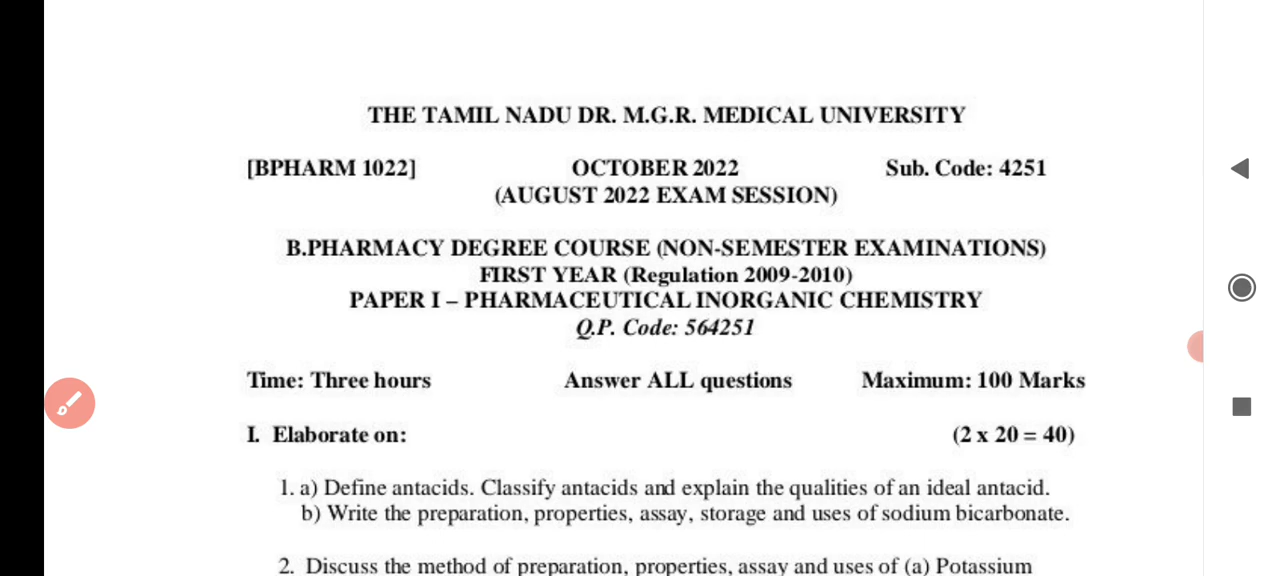 THE TAMIL NADU DR. M.G.R. MEDICAL UNIVERSITY
[BPHARM 1022] OCTOBER 2022 Sub. Code: 4251
(AUGUST 2022 EXAM SESSION)
B.PHARMACY DEGREE COURSE (NON-SEMESTER EXAMINATIONS)
FIRST YEAR (Regulation 2009-2010)
PAPER I – PHARMACEUTICAL INORGANIC CHEMISTRY
Q.P. Code: 564251
Time: Three hours Answer ALL questions Maximum: 100 Marks
I. Elaborate on: (2 x 20 = 40)
1. a) Define antacids. Classify antacids and explain the qualities of an ideal antacid.
b) Write the preparation, properties, assay, storage and uses of sodium bicarbonate.
2. Discuss the method of preparation, properties, assay and uses of (a) Potassium